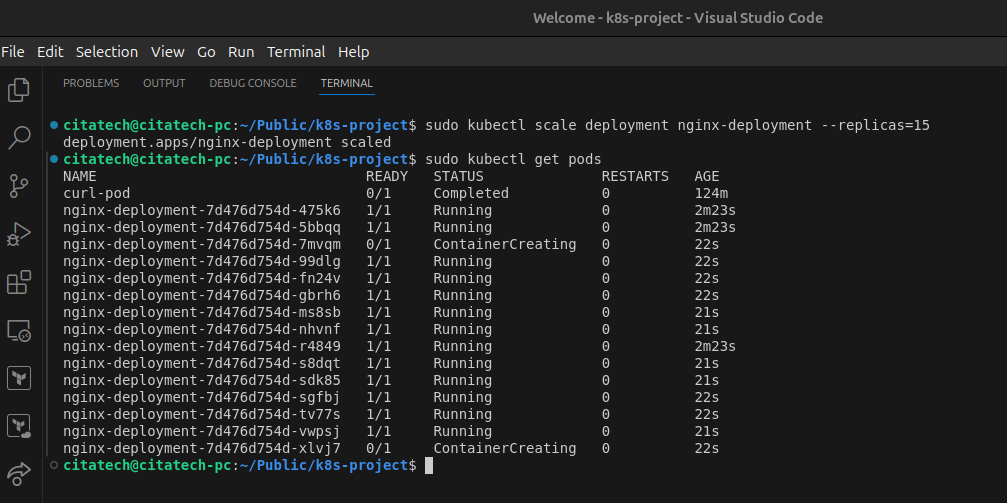 Welcome - k8s-project - Visual Studio Code
File Edit Selection View Go Run Terminal Help
PROBLEMS OUTPUT DEBUG CONSOLE TERMINAL
citatech@citatech-pc:~/Public/k8s-project$ sudo kubectl scale deployment nginx-deployment --replicas=15
deployment.apps/nginx-deployment scaled
citatech@citatech-pc:~/Public/k8s-project$ sudo kubectl get pods
NAME READY STATUS RESTARTS AGE
curl-pod 0/1 Completed 0 124m
nginx-deployment-7d476d754d-475k6 1/1 Running 0 2m23s
nginx-deployment-7d476d754d-5bbqq 1/1 Running 0 2m23s
nginx-deployment-7d476d754d-7mvqm 0/1 ContainerCreating 0 22s
nginx-deployment-7d476d754d-99dlg 1/1 Running 0 22s
nginx-deployment-7d476d754d-fn24v 1/1 Running 0 22s
nginx-deployment-7d476d754d-gbrh6 1/1 Running 0 22s
nginx-deployment-7d476d754d-ms8sb 1/1 Running 0 21s
nginx-deployment-7d476d754d-nhvnf 1/1 Running 0 21s
nginx-deployment-7d476d754d-r4849 1/1 Running 0 2m23s
nginx-deployment-7d476d754d-s8dqt 1/1 Running 0 21s
nginx-deployment-7d476d754d-sdk85 1/1 Running 0 21s
nginx-deployment-7d476d754d-sgfbj 1/1 Running 0 22s
nginx-deployment-7d476d754d-tv77s 1/1 Running 0 22s
nginx-deployment-7d476d754d-vwpsj 1/1 Running 0 21s
nginx-deployment-7d476d754d-xlvj7 0/1 ContainerCreating 0 22s
citatech@citatech-pc:~/Public/k8s-project$